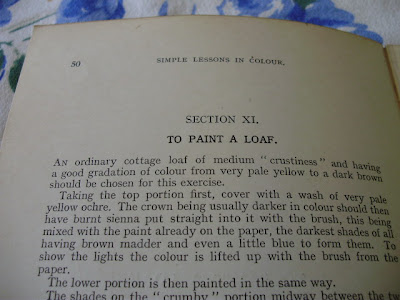 50 SIMPLE LESSONS IN COLOUR.
SECTION XI.
TO PAINT A LOAF.
AN ordinary cottage loaf of medium "crustiness" and having
a good gradation of colour from very pale yellow to a dark brown
should be chosen for this exercise.
Taking the top portion first, cover with a wash of very pale
yellow ochre. The crown being usually darker in colour should then
have burnt sienna put straight into it with the brush, this being
mixed with the paint already on the paper, the darkest shades of all
having brown madder and even a little blue to form them. To
show the lights the colour is lifted up with the brush from the
paper.
The lower portion is then painted in the same way.
The shades on the "crumby" portion midway between the